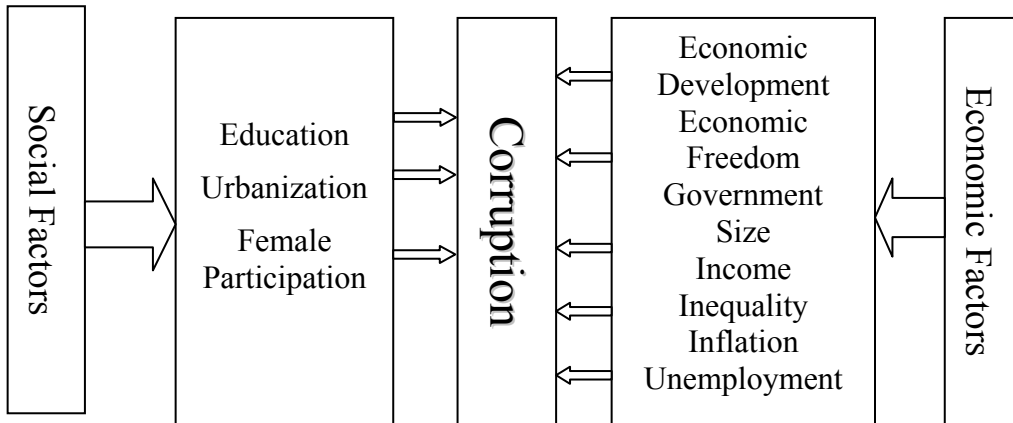 Social Factors
Education
Urbanization
Female
Participation
Corruption
Economic
Development
Economic
Freedom
Government
Size
Income
Inequality
Inflation
Unemployment
Economic Factors